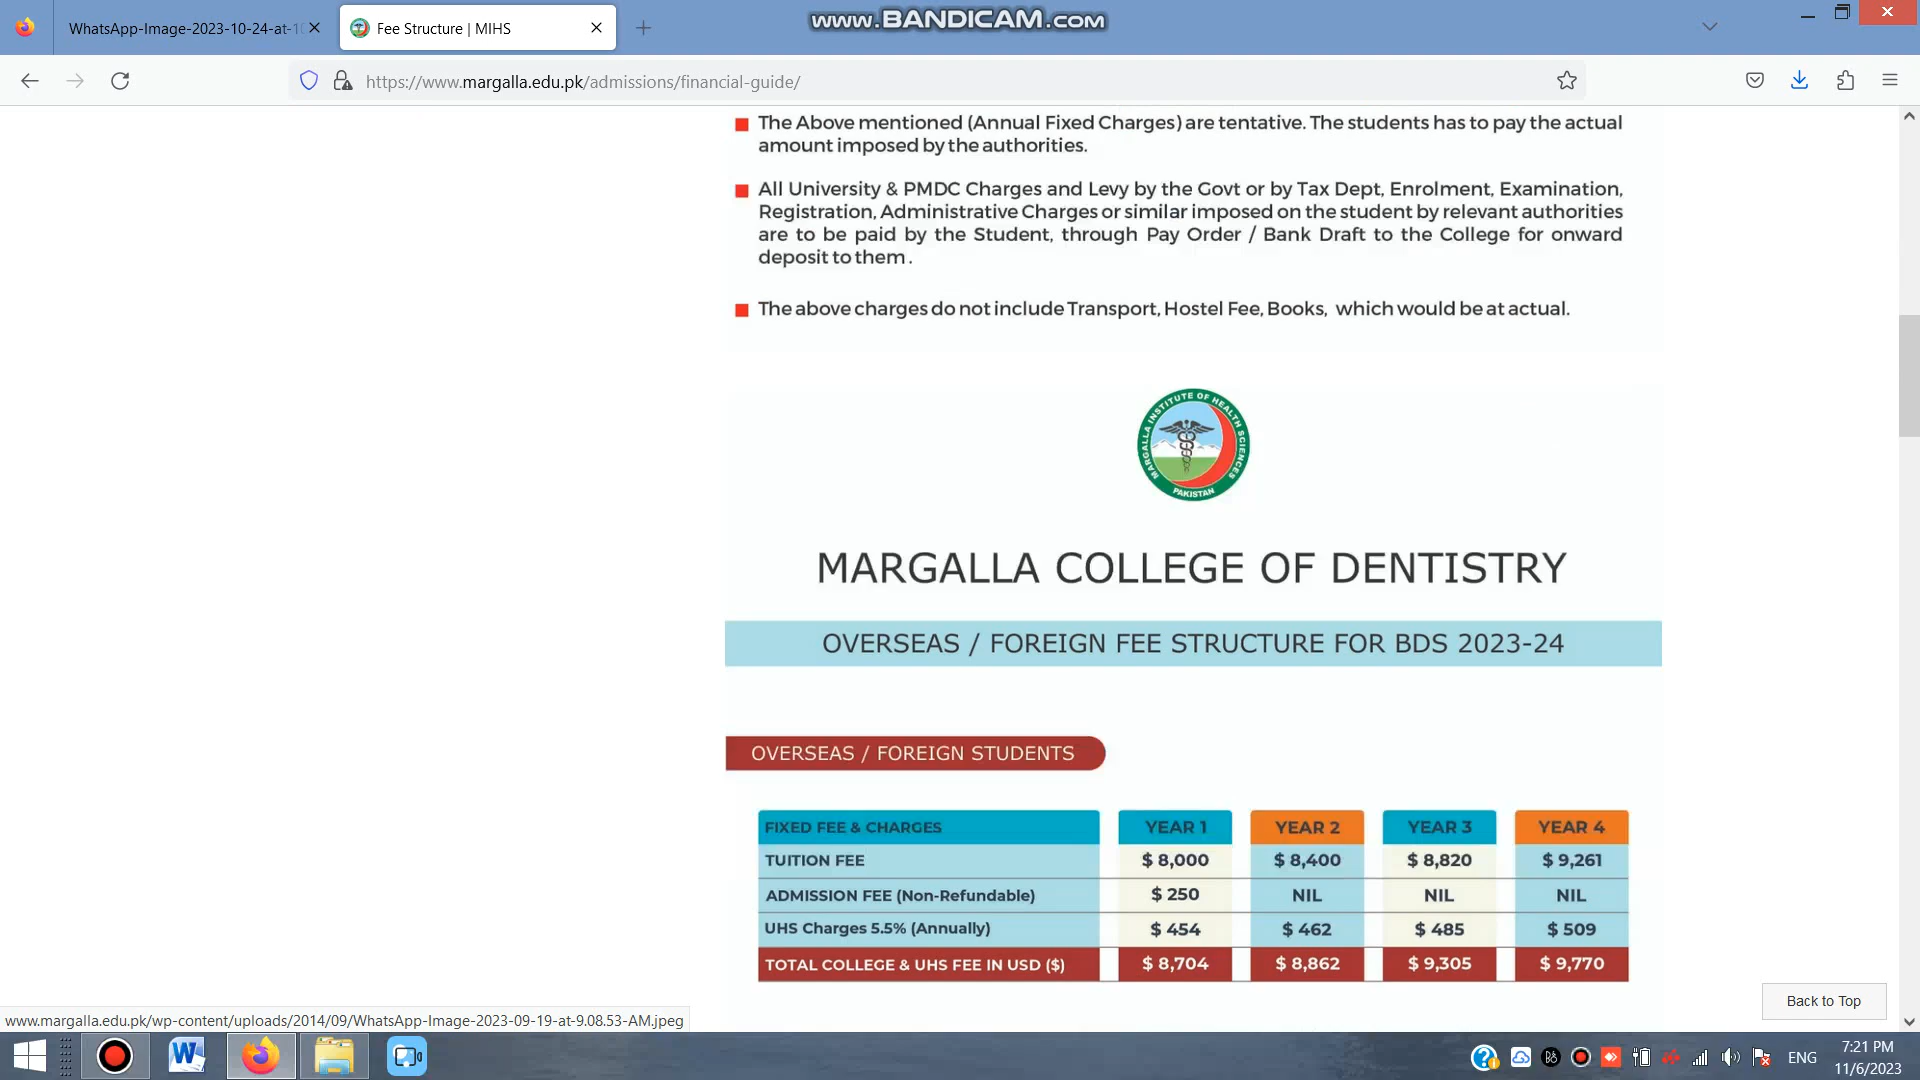 WhatsApp-Image-2023-10-24-at-10
Fee Structure | MIHS
www.BANDICAM.com
https://www.margalla.edu.pk/admissions/financial-guide/
The Above mentioned (Annual Fixed Charges) are tentative. The students has to pay the actual
amount imposed by the authorities.
All University & PMDC Charges and Levy by the Govt or by Tax Dept, Enrolment, Examination,
Registration, Administrative Charges or similar imposed on the student by relevant authorities
are to be paid by the Student, through Pay Order / Bank Draft to the College for onward
deposit to them .
The above charges do not include Transport, Hostel Fee, Books, which would be at actual.
MARGALLA INSTITUTE OF HEALTH SCIENCES
PAKISTAN
MARGALLA COLLEGE OF DENTISTRY
OVERSEAS / FOREIGN FEE STRUCTURE FOR BDS 2023-24
OVERSEAS / FOREIGN STUDENTS
FIXED FEE & CHARGES YEAR 1 YEAR 2 YEAR 3 YEAR 4
TUITION FEE $ 8,000 $ 8,400 $ 8,820 $ 9,261
ADMISSION FEE (Non-Refundable) $ 250 NIL NIL NIL
UHS Charges 5.5% (Annually) $ 454 $ 462 $ 485 $ 509
TOTAL COLLEGE & UHS FEE IN USD ($) $ 8,704 $ 8,862 $ 9,305 $ 9,770
Back to Top
www.margalla.edu.pk/wp-content/uploads/2014/09/WhatsApp-Image-2023-09-19-at-9.08.53-AM.jpeg
ENG
7:21 PM
11/6/2023